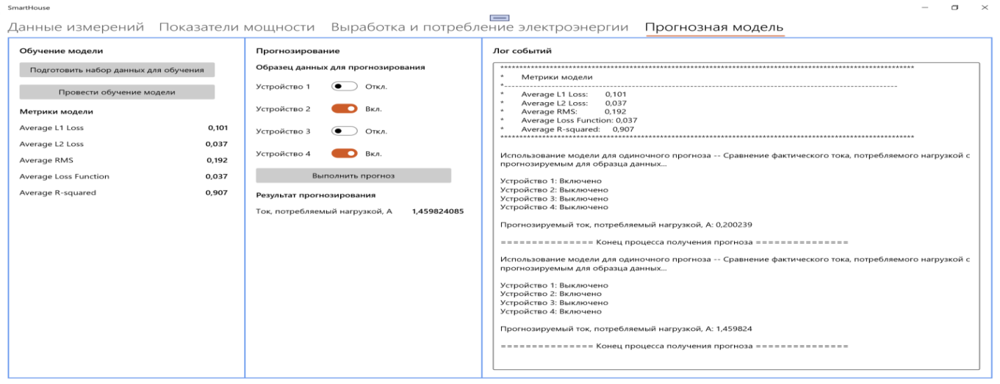 SmartHouse
Данные измерений Показатели мощности Выработка и потребление электроэнергии Прогнозная модель
Обучение модели
Подготовить набор данных для обучения
Провести обучение модели
Метрики модели
Average L1 Loss 0,101
Average L2 Loss 0,037
Average RMS 0,192
Average Loss Function 0,037
Average R-squared 0,907
Прогнозирование
Образец данных для прогнозирования
Устройство 1 Откл.
Устройство 2 Вкл.
Устройство 3 Откл.
Устройство 4 Вкл.
Выполнить прогноз
Результат прогнозирования
Ток, потребляемый нагрузкой, А 1,459824085
Лог событий
*************************************************************************************************************
* Метрики модели
*-----------------------------------------------------------------------------------------------------------
* Average L1 Loss: 0,101
* Average L2 Loss: 0,037
* Average RMS: 0,192
* Average Loss Function: 0,037
* Average R-squared: 0,907
*************************************************************************************************************
Использование модели для одиночного прогноза -- Сравнение фактического тока, потребляемого нагрузкой с
прогнозируемым для образца данных...
Устройство 1: Включено
Устройство 2: Выключено
Устройство 3: Выключено
Устройство 4: Выключено
Прогнозируемый ток, потребляемый нагрузкой, А: 0,200239
=============== Конец процесса получения прогноза ===============
Использование модели для одиночного прогноза -- Сравнение фактического тока, потребляемого нагрузкой с
прогнозируемым для образца данных...
Устройство 1: Выключено
Устройство 2: Включено
Устройство 3: Выключено
Устройство 4: Включено
Прогнозируемый ток, потребляемый нагрузкой, А: 1,459824
=============== Конец процесса получения прогноза ===============